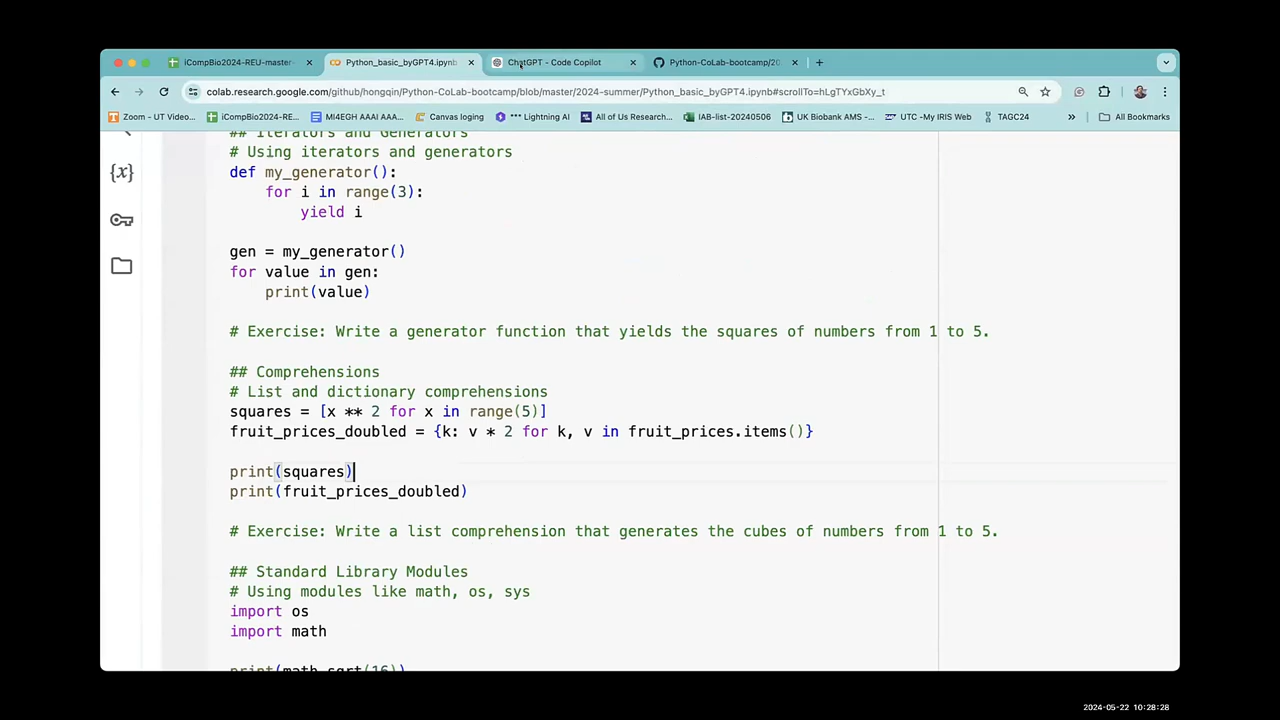 iCompBio2024-REU-master-
Python_basic_byGPT4.ipynb
ChatGPT - Code Copilot
Python-CoLab-bootcamp/20
colab.research.google.com/github/hongqin/Python-CoLab-bootcamp/blob/master/2024-summer/Python_basic_byGPT4.ipynb#scrollTo=hLgTYxGbXy_t
Zoom - UT Video...
iCompBio2024-RE...
MI4EGH AAAI AAA...
Canvas loging
*** Lightning AI
All of Us Research...
IAB-list-20240506
UK Biobank AMS -...
UTC -My IRIS Web
TAGC24
»
All Bookmarks
## Iterators and Generators
# Using iterators and generators
def my_generator():
for i in range(3):
yield i
gen = my_generator()
for value in gen:
print(value)
# Exercise: Write a generator function that yields the squares of numbers from 1 to 5.
## Comprehensions
# List and dictionary comprehensions
squares = [x ** 2 for x in range(5)]
fruit_prices_doubled = {k: v * 2 for k, v in fruit_prices.items()}
print(squares)
print(fruit_prices_doubled)
# Exercise: Write a list comprehension that generates the cubes of numbers from 1 to 5.
## Standard Library Modules
# Using modules like math, os, sys
import os
import math
print(math.sqrt(16))
{x}
2024-05-22 10:28:28